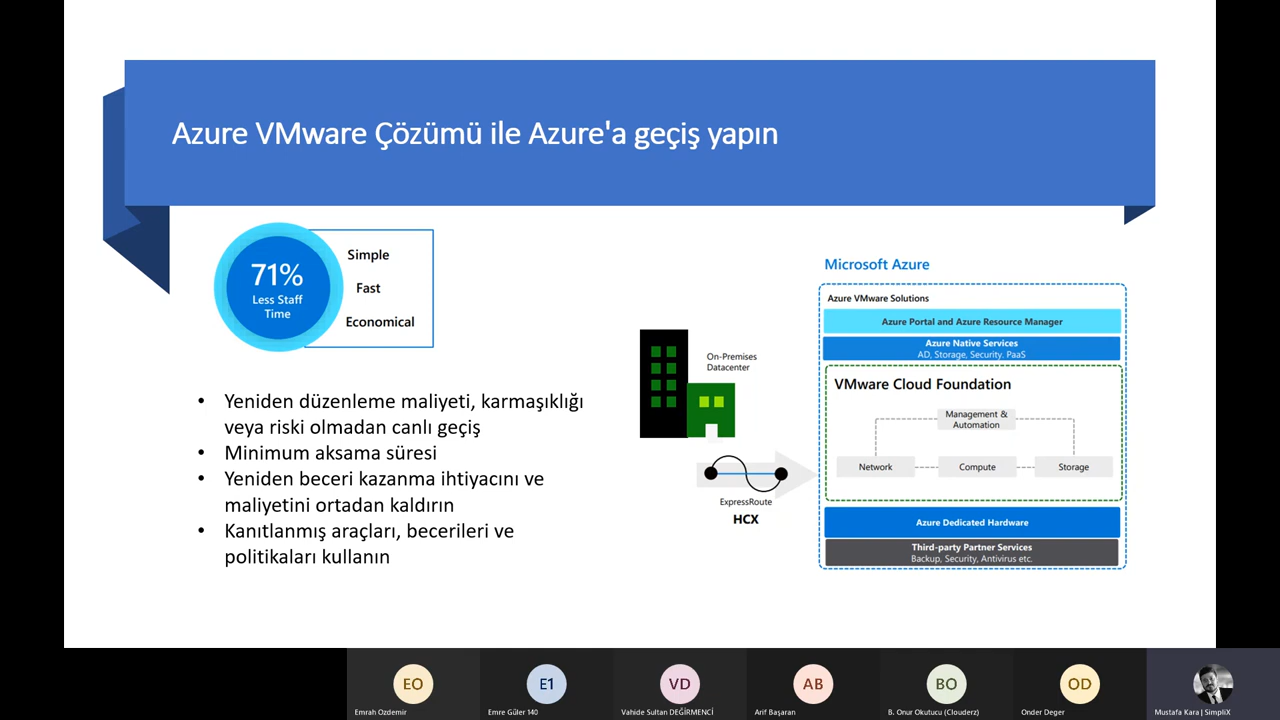 Azure VMware Çözümü ile Azure'a geçiş yapın
71%
Less Staff
Time
Simple
Fast
Economical
• Yeniden düzenleme maliyeti, karmaşıklığı
veya riski olmadan canlı geçiş
• Minimum aksama süresi
• Yeniden beceri kazanma ihtiyacını ve
maliyetini ortadan kaldırın
• Kanıtlanmış araçları, becerileri ve
politikaları kullanın
On-Premises
Datacenter
ExpressRoute
HCX
Microsoft Azure
Azure VMware Solutions
Azure Portal and Azure Resource Manager
Azure Native Services
AD, Storage, Security. PaaS
VMware Cloud Foundation
Management &
Automation
Network
Compute
Storage
Azure Dedicated Hardware
Third-party Partner Services
Backup, Security, Antivirus etc.
EO
E1
VD
AB
BO
OD
Emrah Ozdemir
Emre Güler 140
Vahide Sultan DEĞİRMENCİ
Arif Başaran
B. Onur Okutucu (Clouderz)
Onder Deger
Mustafa Kara | SimpliX